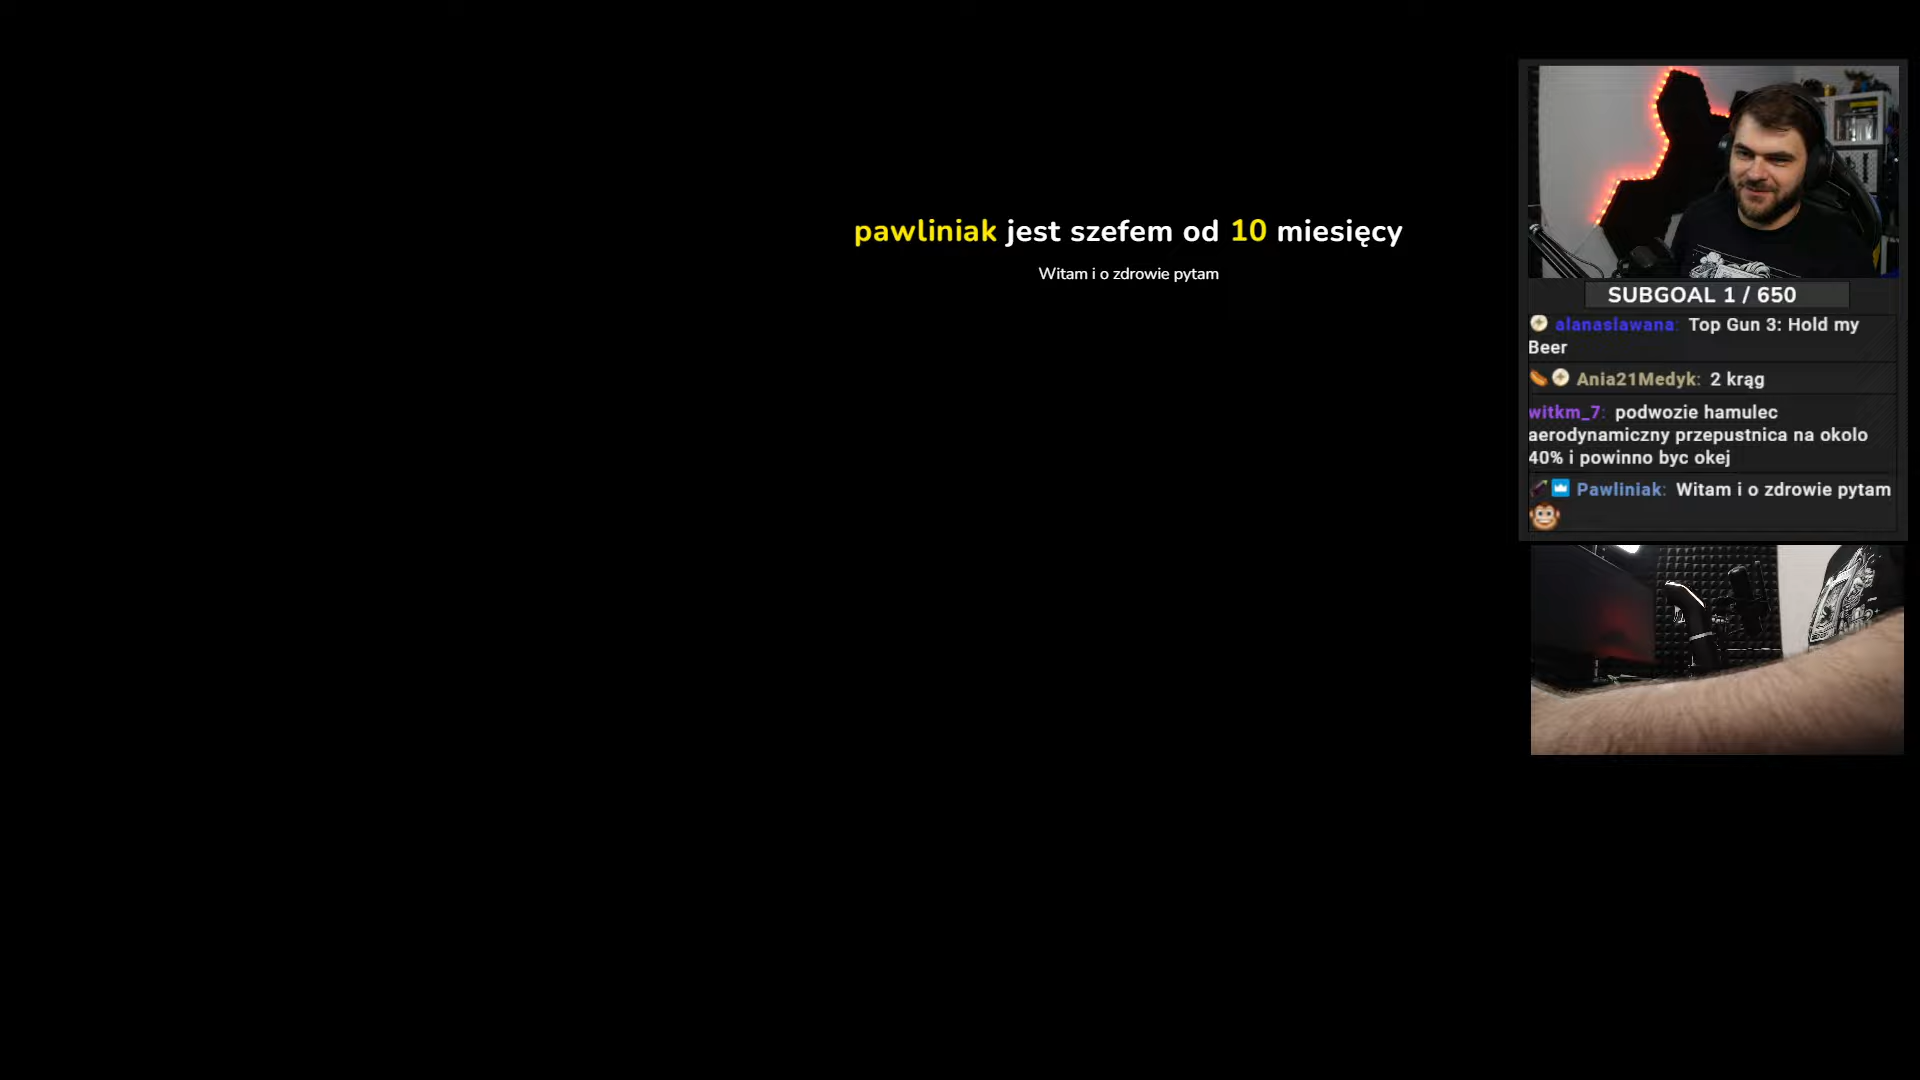 pawliniak jest szefem od 10 miesięcy
Witam i o zdrowie pytam
SUBGOAL 1 / 650
alanaslawana: Top Gun 3: Hold my
Beer
Ania21Medyk: 2 krąg
witkm_7: podwozie hamulec
aerodynamiczny przepustnica na okolo
40% i powinno byc okej
Pawliniak: Witam i o zdrowie pytam